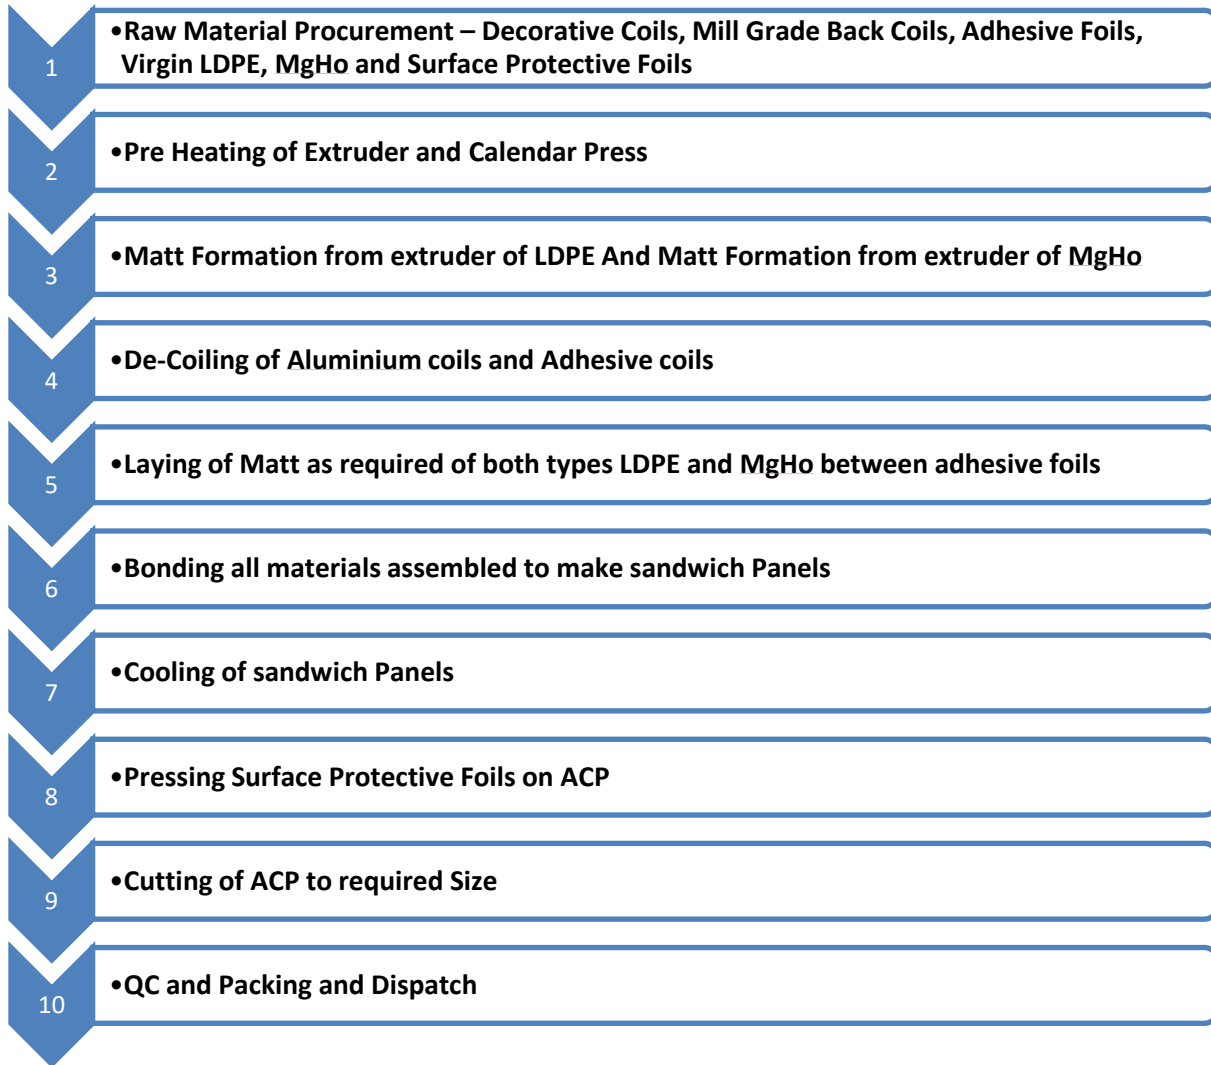 1
•Raw Material Procurement – Decorative Coils, Mill Grade Back Coils, Adhesive Foils,
Virgin LDPE, MgHo and Surface Protective Foils
2
•Pre Heating of Extruder and Calendar Press
3
•Matt Formation from extruder of LDPE And Matt Formation from extruder of MgHo
4
•De-Coiling of Aluminium coils and Adhesive coils
5
•Laying of Matt as required of both types LDPE and MgHo between adhesive foils
6
•Bonding all materials assembled to make sandwich Panels
7
•Cooling of sandwich Panels
8
•Pressing Surface Protective Foils on ACP
9
•Cutting of ACP to required Size
10
•QC and Packing and Dispatch